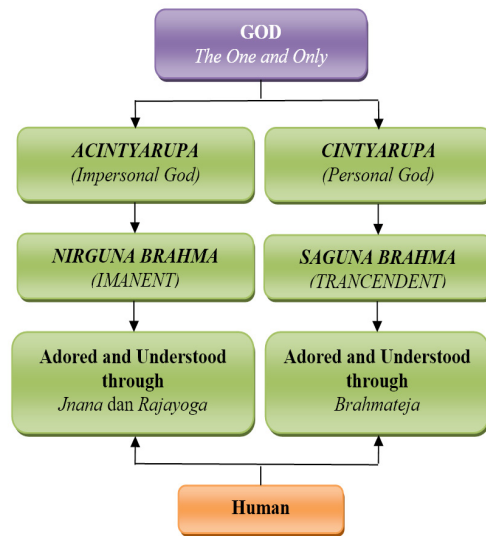 GOD
The One and Only
ACINTYARUPA
(Impersonal God)
CINTYARUPA
(Personal God)
NIRGUNA BRAHMA
(IMANENT)
SAGUNA BRAHMA
(TRANCENDENT)
Adored and Understood
through
Jnana dan Rajayoga
Adored and Understood
through
Brahmateja
Human